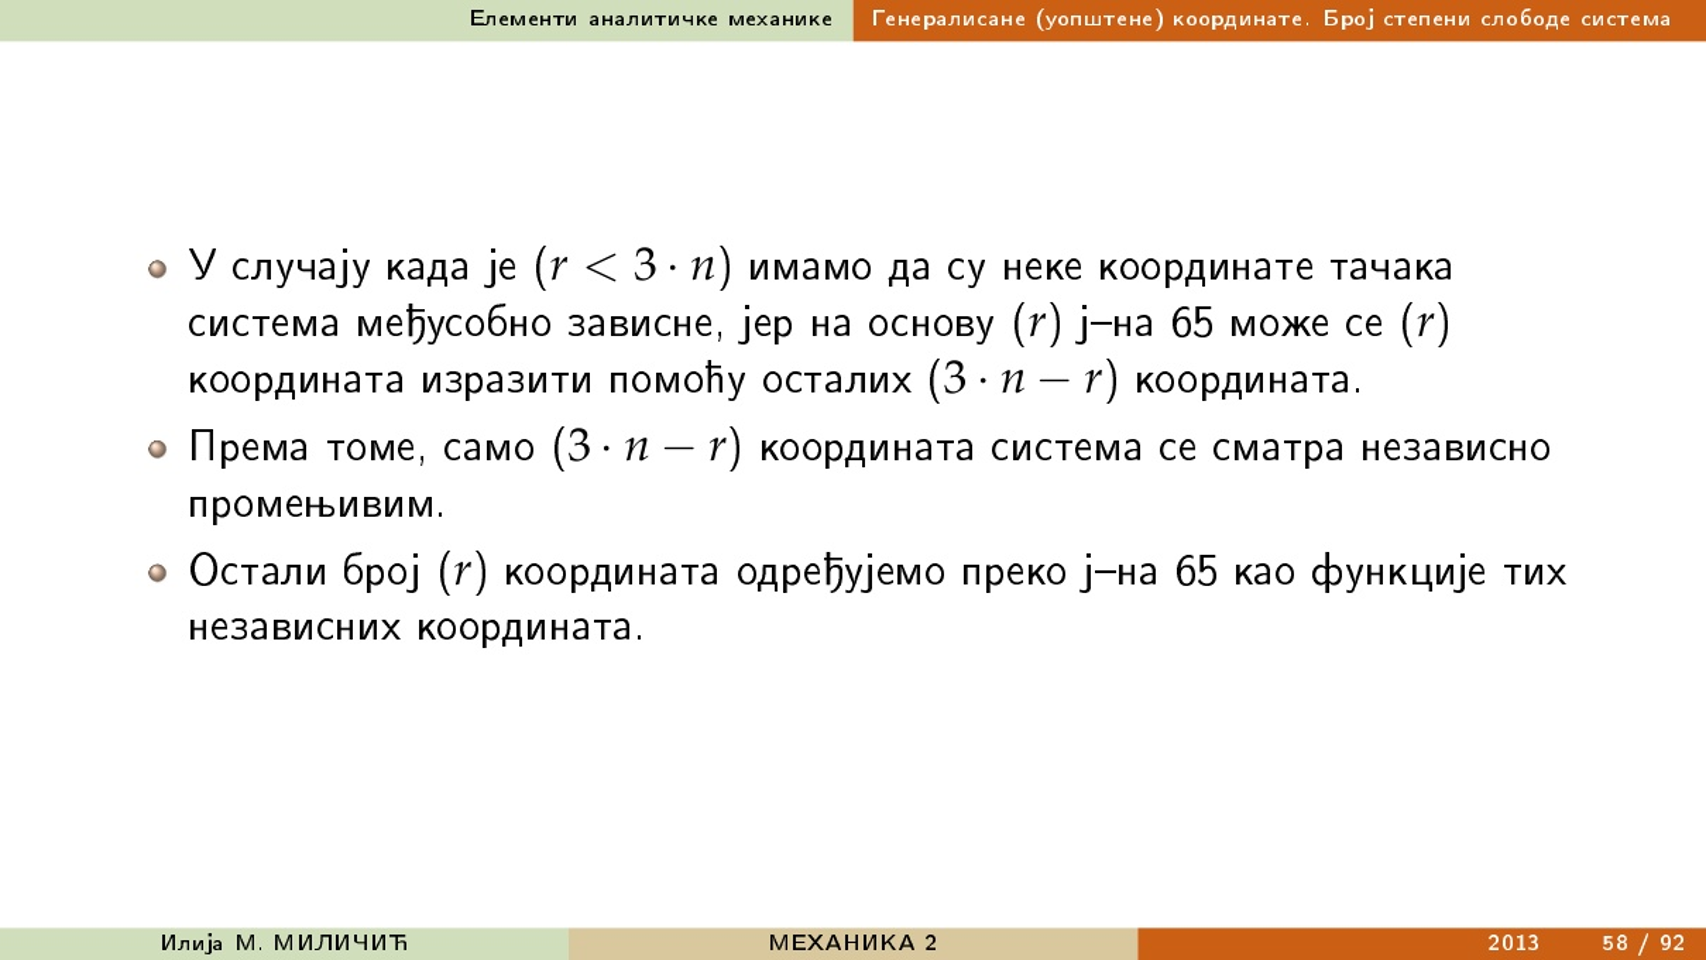 Елементи аналитичке механике
Генералисане (уопштене) координате. Број степени слободе система
У случају када је (r < 3 · n) имамо да су неке координате тачака
система међусобно зависне, јер на основу (r) ј–на 65 може се (r)
координата изразити помоћу осталих (3 · n − r) координата.
Према томе, само (3 · n − r) координата система се сматра независно
промењивим.
Остали број (r) координата одређујемо преко ј–на 65 као функције тих
независних координата.
Илија М. МИЛИЧИЋ
МЕХАНИКА 2
2013
58 / 92